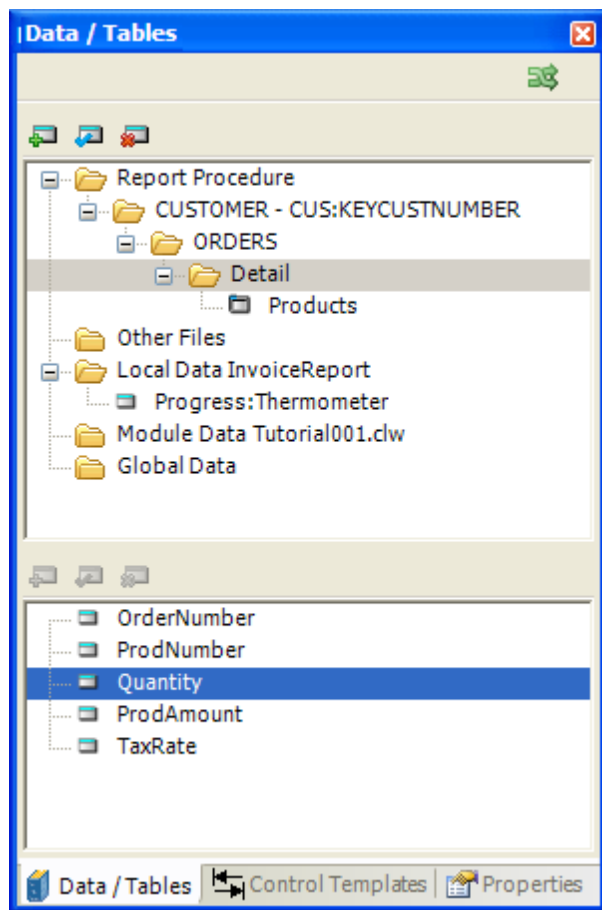 Data / Tables
Report Procedure
CUSTOMER - CUS:KEYCUSTNUMBER
ORDERS
Detail
Products
Other Files
Local Data InvoiceReport
Progress:Thermometer
Module Data Tutorial001.clw
Global Data
OrderNumber
ProdNumber
Quantity
ProdAmount
TaxRate
Data / Tables Control Templates Properties